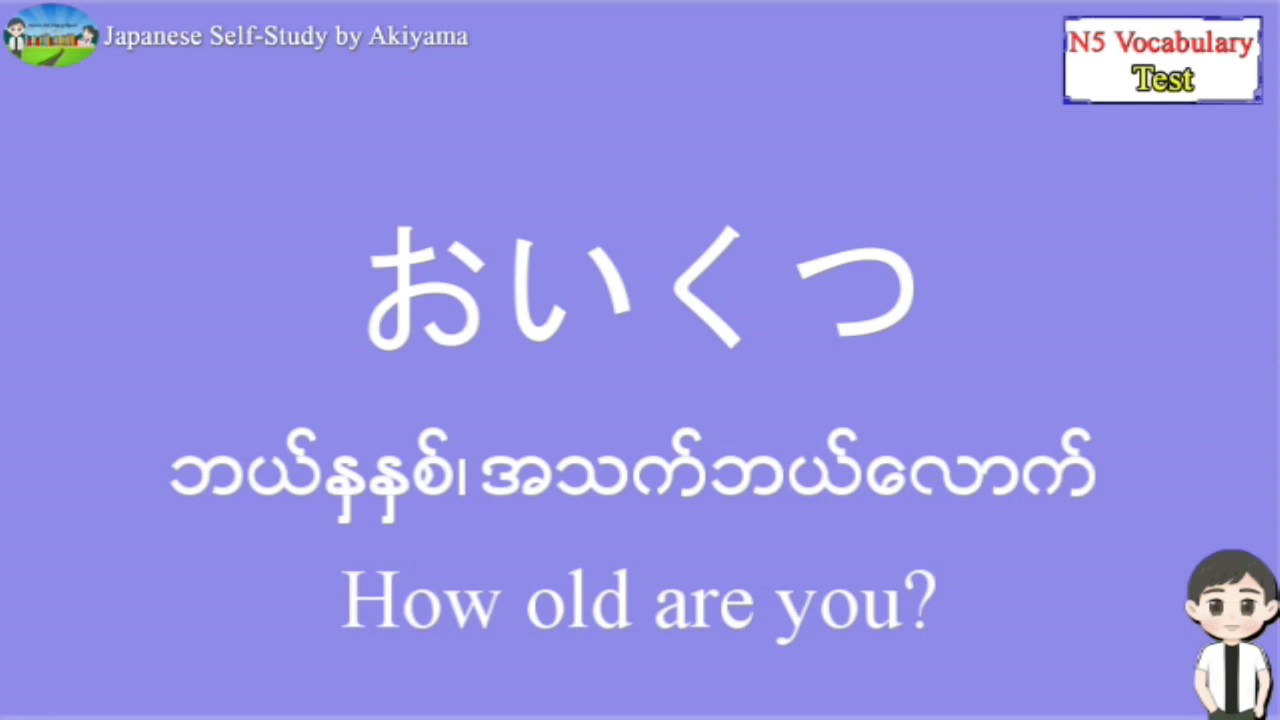 Japanese Self-Study by Akiyama
N5 Vocabulary
Test
おいくつ
ဘယ်နှနှစ်၊ အသက်ဘယ်လောက်
How old are you?